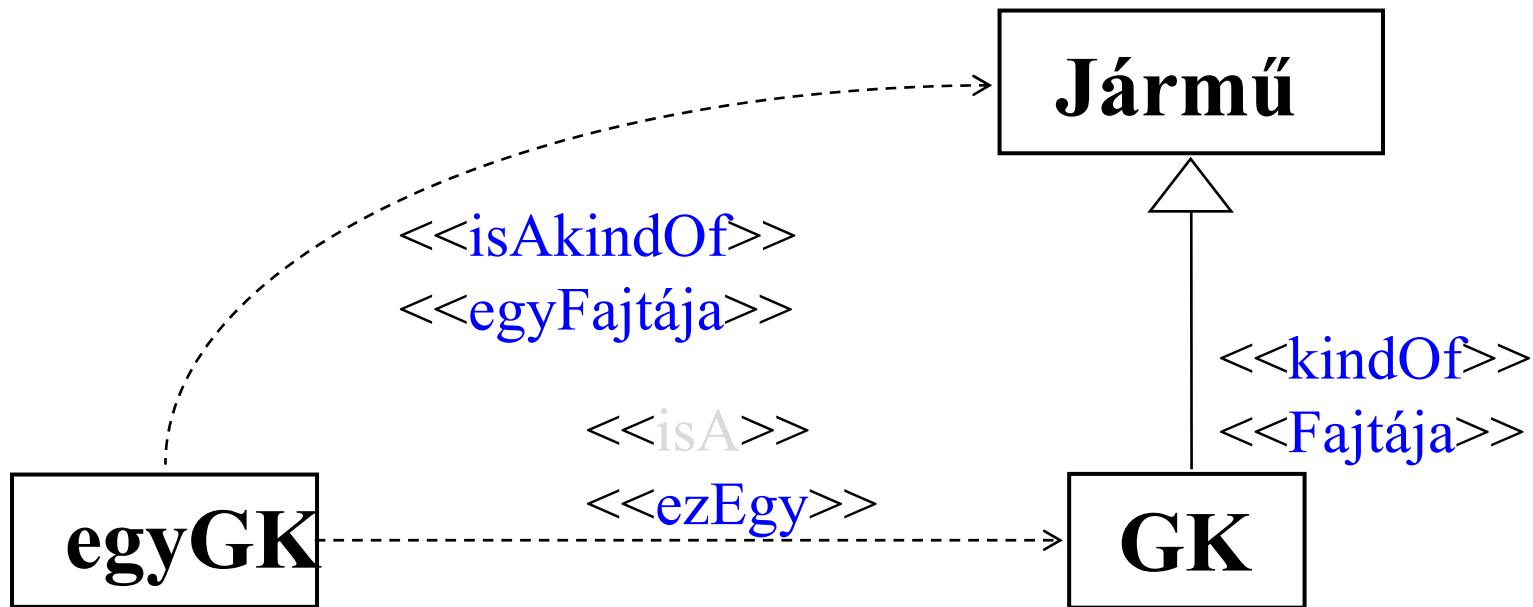 Jármű
<<isAkindOf>>
<<egyFajtája>>
<<kindOf>>
<<Fajtája>>
<<isA>>
<<ezEgy>>
egyGK
GK